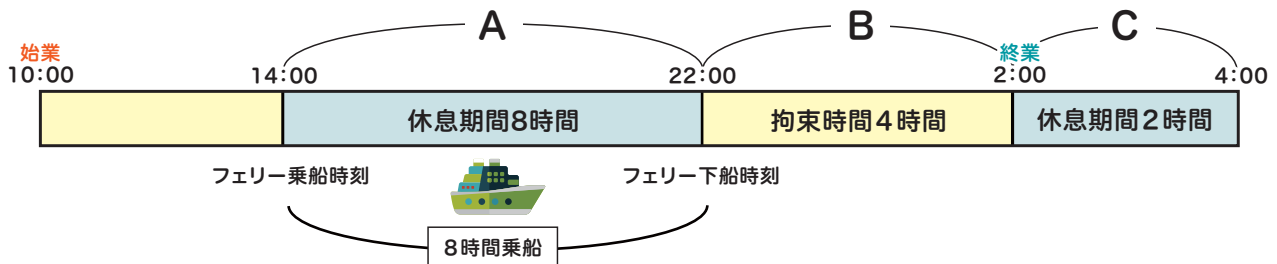 A
B
C
始業
終業
10:00
14:00
22:00
2:00
4:00
休息期間8時間
拘束時間4時間
休息期間2時間
フェリー乗船時刻
フェリー下船時刻
8時間乗船